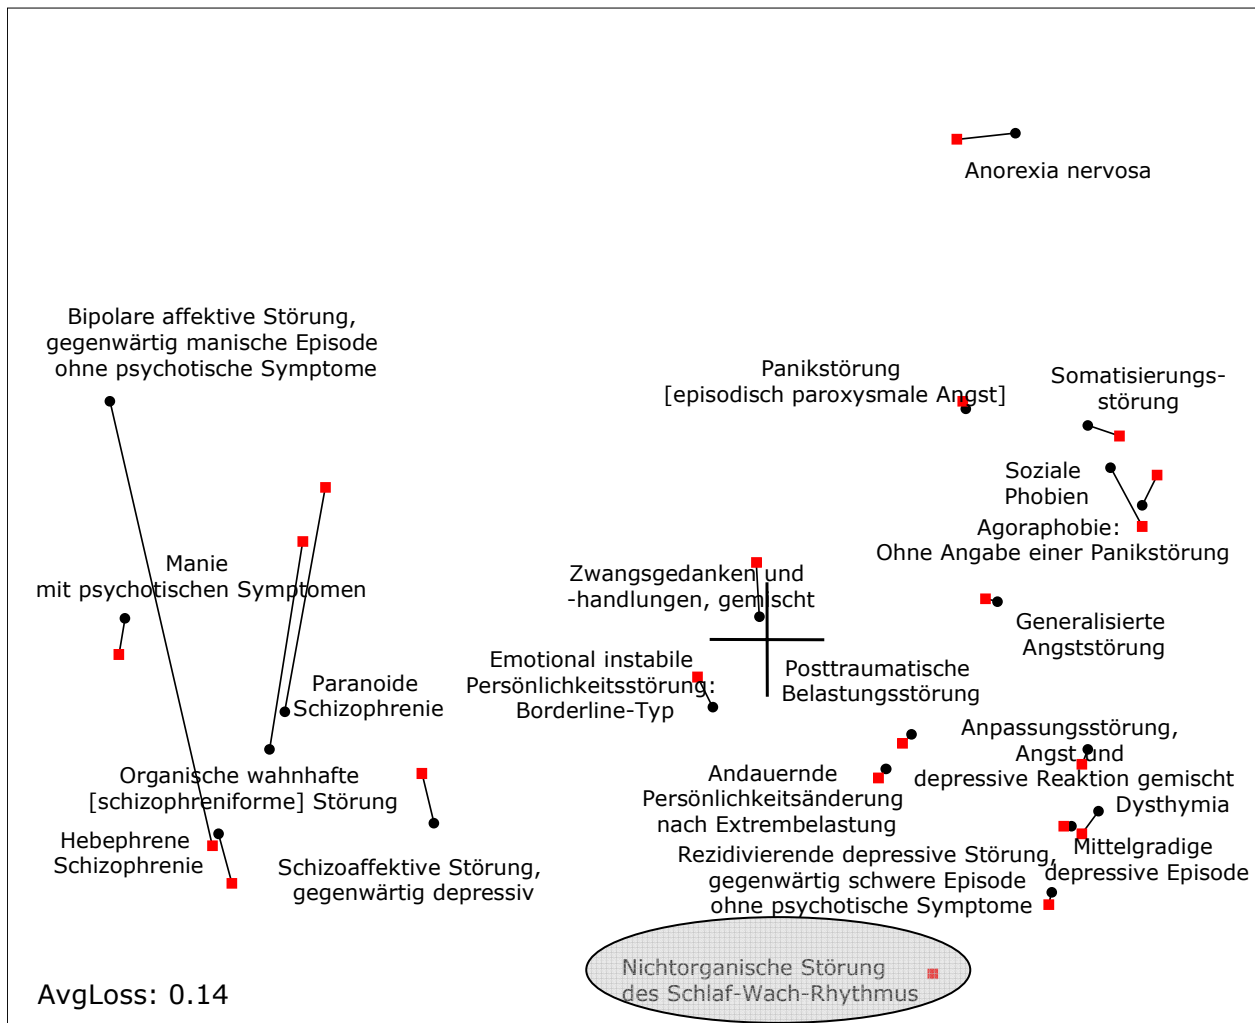 Anorexia nervosa
Bipolare affektive Störung,
gegenwärtig manische Episode
ohne psychotische Symptome
Panikstörung
[episodisch paroxysmale Angst]
Somatisierungs-
störung
Soziale
Phobien
Agoraphobie:
Ohne Angabe einer Panikstörung
Manie
mit psychotischen Symptomen
Zwangsgedanken und
-handlungen, gemischt
Generalisierte
Angststörung
Emotional instabile
Persönlichkeitsstörung:
Borderline-Typ
Posttraumatische
Belastungsstörung
Paranoide
Schizophrenie
Organische wahnhafte
[schizophreniforme] Störung
Anpassungsstörung,
Angst und
depressive Reaktion gemischt
Andauernde
Persönlichkeitsänderung
nach Extrembelastung
Dysthymia
Hebephrene
Schizophrenie
Schizoaffektive Störung,
gegenwärtig depressiv
Mittelgradige
depressive Episode
Rezidivierende depressive Störung,
gegenwärtig schwere Episode
ohne psychotische Symptome
Nichtorganische Störung
des Schlaf-Wach-Rhythmus
AvgLoss: 0.14